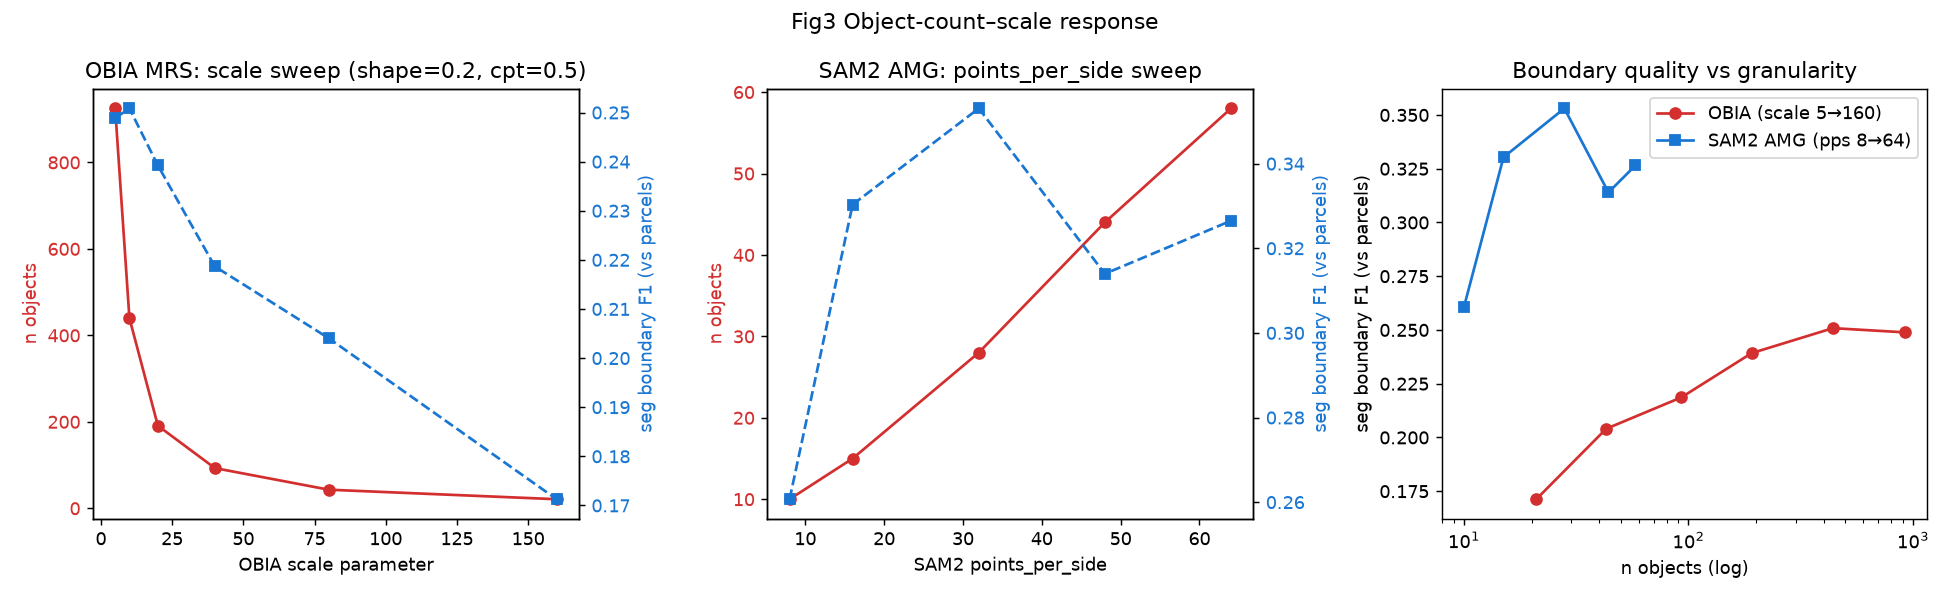 Fig3 Object-count–scale response
OBIA MRS: scale sweep (shape=0.2, cpt=0.5)
n objects
800
600
400
200
0
0 25 50 75 100 125 150
OBIA scale parameter
0.25
0.24
0.23
0.22
0.21
0.20
0.19
0.18
0.17
seg boundary F1 (vs parcels)
SAM2 AMG: points_per_side sweep
n objects
60
50
40
30
20
10
10 20 30 40 50 60
SAM2 points_per_side
0.34
0.32
0.30
0.28
0.26
seg boundary F1 (vs parcels)
Boundary quality vs granularity
seg boundary F1 (vs parcels)
0.350
0.325
0.300
0.275
0.250
0.225
0.200
0.175
OBIA (scale 5→160)
SAM2 AMG (pps 8→64)
10¹ 10² 10³
n objects (log)